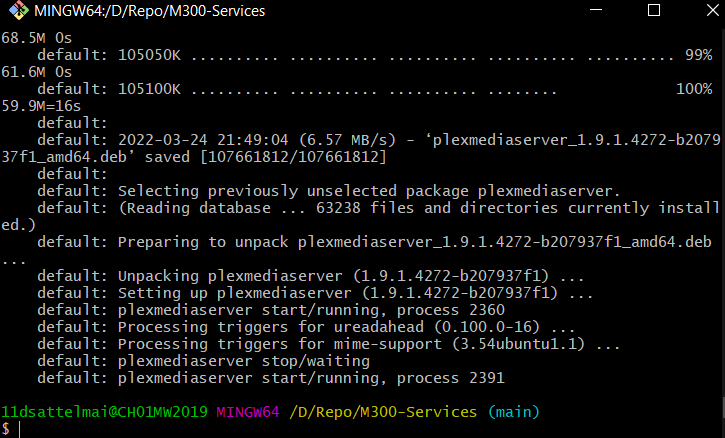 MINGW64:/D/Repo/M300-Services
68.5M 0s
default: 105050K .......... .......... .......... .......... .......... 99%
61.6M 0s
default: 105100K .......... .......... .......... ........ 100%
59.9M=16s
default:
default: 2022-03-24 21:49:04 (6.57 MB/s) - ‘plexmediaserver_1.9.1.4272-b2079
37f1_amd64.deb’ saved [107661812/107661812]
default:
default: Selecting previously unselected package plexmediaserver.
default: (Reading database ... 63238 files and directories currently install
ed.)
default: Preparing to unpack plexmediaserver_1.9.1.4272-b207937f1_amd64.deb
...
default: Unpacking plexmediaserver (1.9.1.4272-b207937f1) ...
default: Setting up plexmediaserver (1.9.1.4272-b207937f1) ...
default: plexmediaserver start/running, process 2360
default: Processing triggers for ureadahead (0.100.0-16) ...
default: Processing triggers for mime-support (3.54ubuntu1.1) ...
default: plexmediaserver stop/waiting
default: plexmediaserver start/running, process 2391
11dsattelmai@CH01MW2019 MINGW64 /D/Repo/M300-Services (main)
$